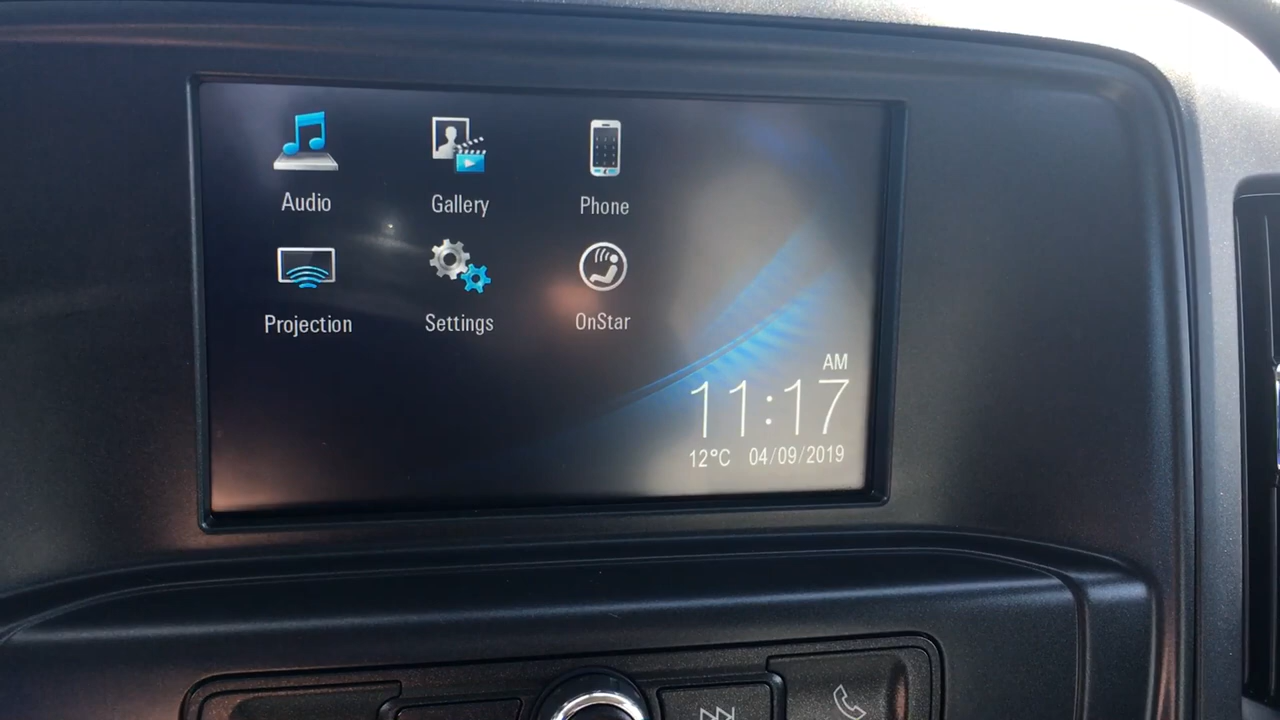 Audio Gallery Phone
Projection Settings OnStar
AM
11:17
12°C 04/09/2019